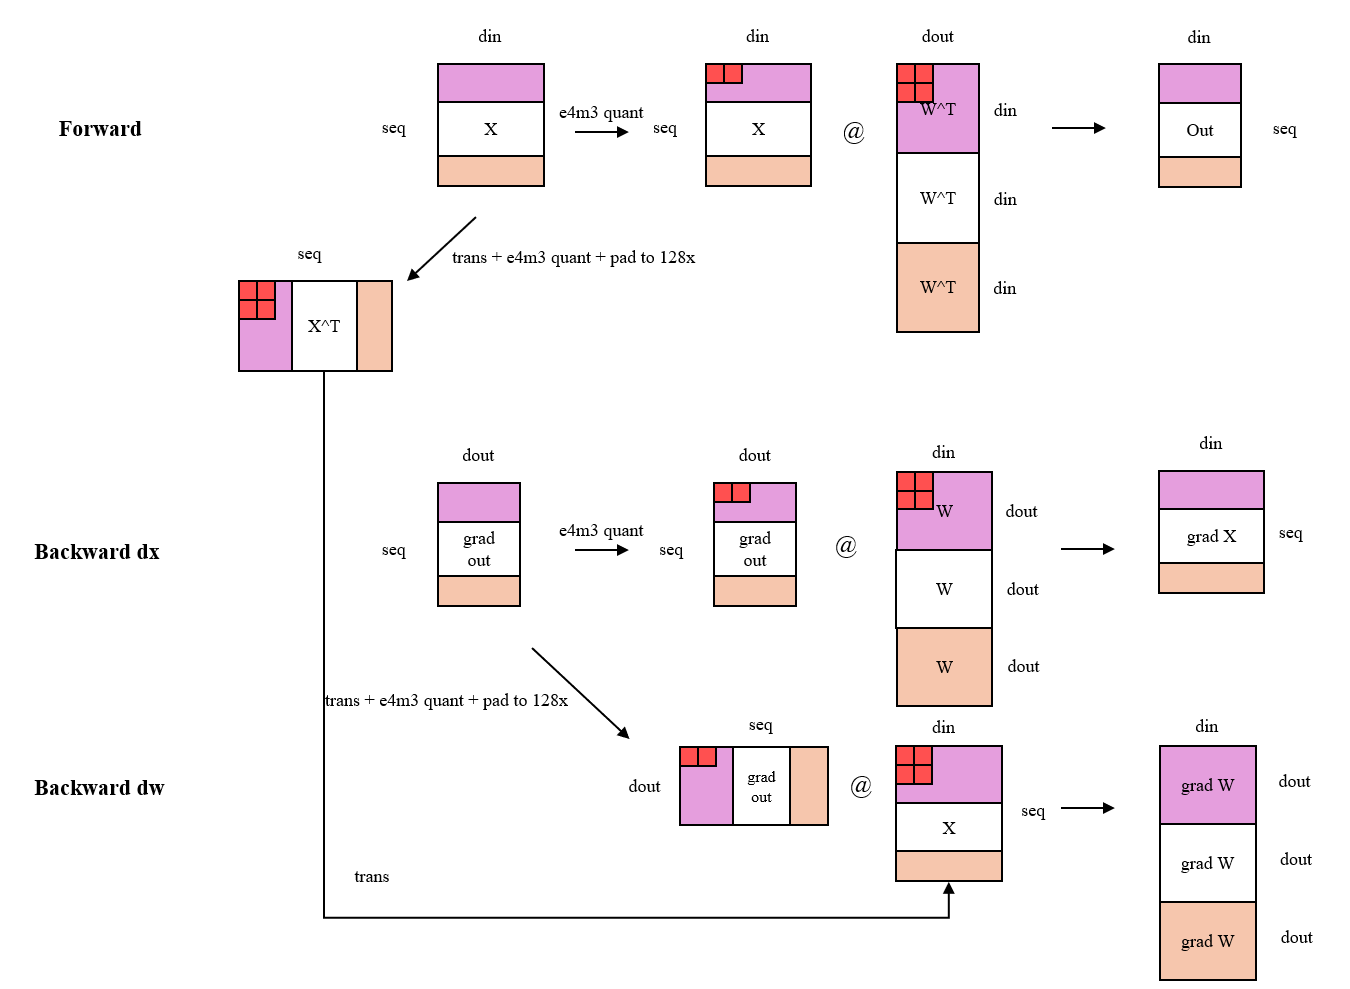 din
din
dout
din
Forward
seq
X
e4m3 quant
seq
X
@
W^T
din
Out
seq
W^T
din
W^T
din
trans + e4m3 quant + pad to 128x
seq
X^T
dout
dout
din
din
Backward dx
seq
grad
out
e4m3 quant
seq
grad
out
@
W
dout
grad X
seq
W
dout
W
dout
trans + e4m3 quant + pad to 128x
seq
din
din
Backward dw
dout
grad
out
@
X
seq
grad W
dout
grad W
dout
grad W
dout
trans